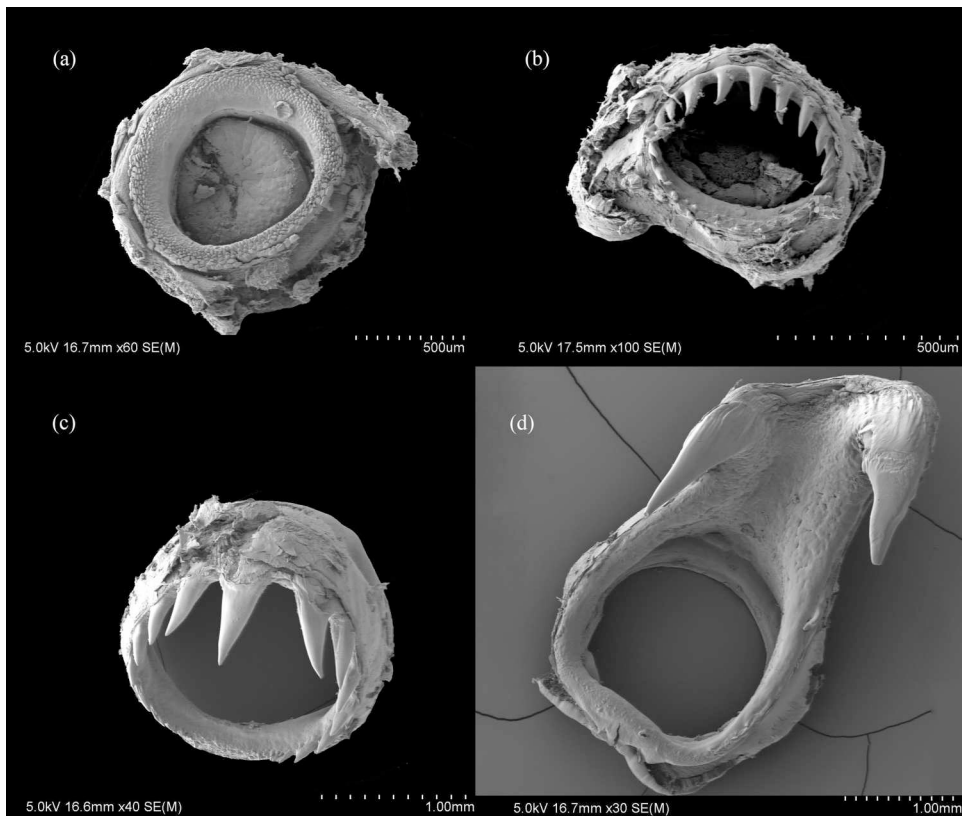 (a)
5.0kV 16.7mm x60 SE(M)
500um
(b)
5.0kV 17.5mm x100 SE(M)
500um
(c)
5.0kV 16.6mm x40 SE(M)
1.00mm
(d)
5.0kV 16.7mm x30 SE(M)
1.00mm